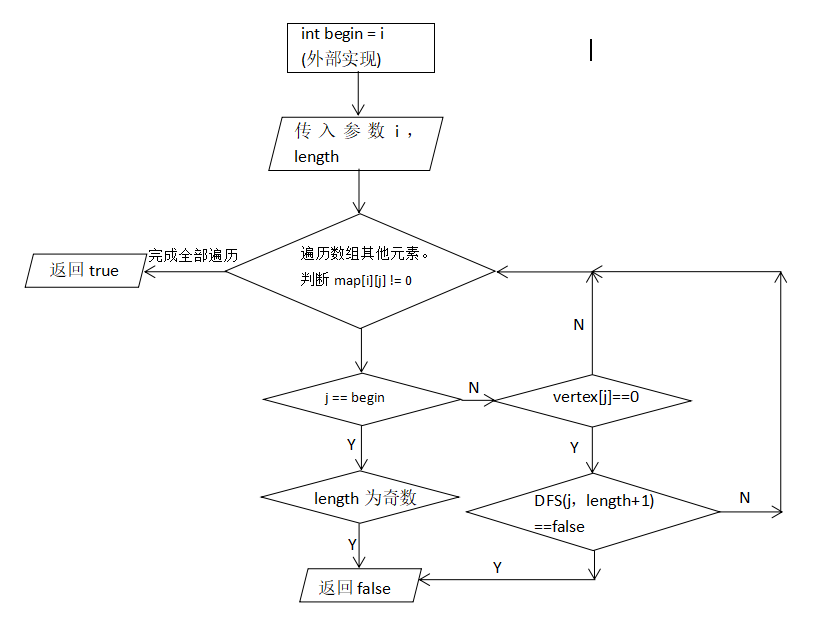 int begin = i
(外部实现)
传入参数 i，
length
完成全部遍历
遍历数组其他元素。
返回 true
判断 map[i][j] != 0
N
j == begin
N
vertex[j]==0
Y
Y
length 为奇数
DFS(j，length+1)
==false
N
Y
Y
返回 false